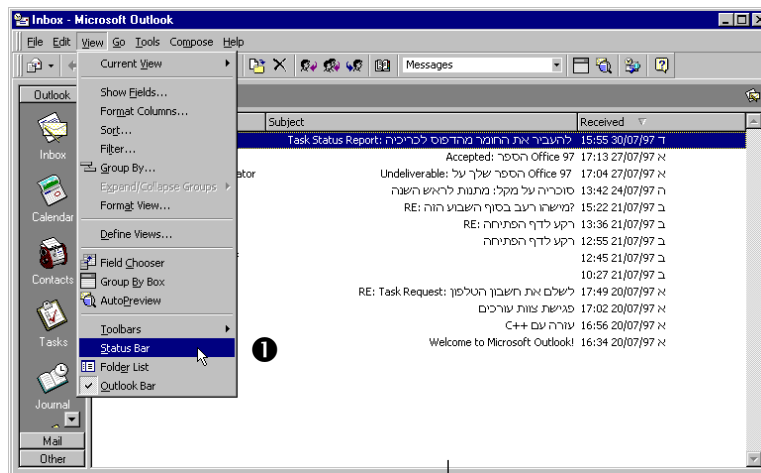 Inbox - Microsoft Outlook
File Edit View Go Tools Compose Help
Messages
Outlook
Inbox
Calendar
Contacts
Tasks
Journal
Mail
Other
Current View
Show Fields...
Format Columns...
Sort...
Filter...
Group By...
Expand/Collapse Groups
Format View...
Define Views...
Field Chooser
Group By Box
AutoPreview
Toolbars
Status Bar
Folder List
Outlook Bar
❶
Subject Received
Task Status Report: להעביר את החומר מהדפוס לכריכיה 15:55 30/07/97 ד
Accepted: הספר Office 97 17:13 27/07/97 א
ator Undeliverable: הספר שלך על Office 97 17:04 27/07/97 א
סוכריה על מקל: מתנות לראש השנה 13:42 24/07/97 ה
RE: מישהו רעב בסוף השבוע הזה? 15:22 21/07/97 ב
RE: רקע לדף הפתיחה 13:36 21/07/97 ב
רקע לדף הפתיחה 12:55 21/07/97 ב
12:45 21/07/97 ב
10:27 21/07/97 ב
RE: Task Request: לשלם את חשבון הטלפון 17:49 20/07/97 א
פגישת צוות עורכים 17:02 20/07/97 א
עזרה עם C++ 16:56 20/07/97 א
Welcome to Microsoft Outlook! 16:34 20/07/97 א